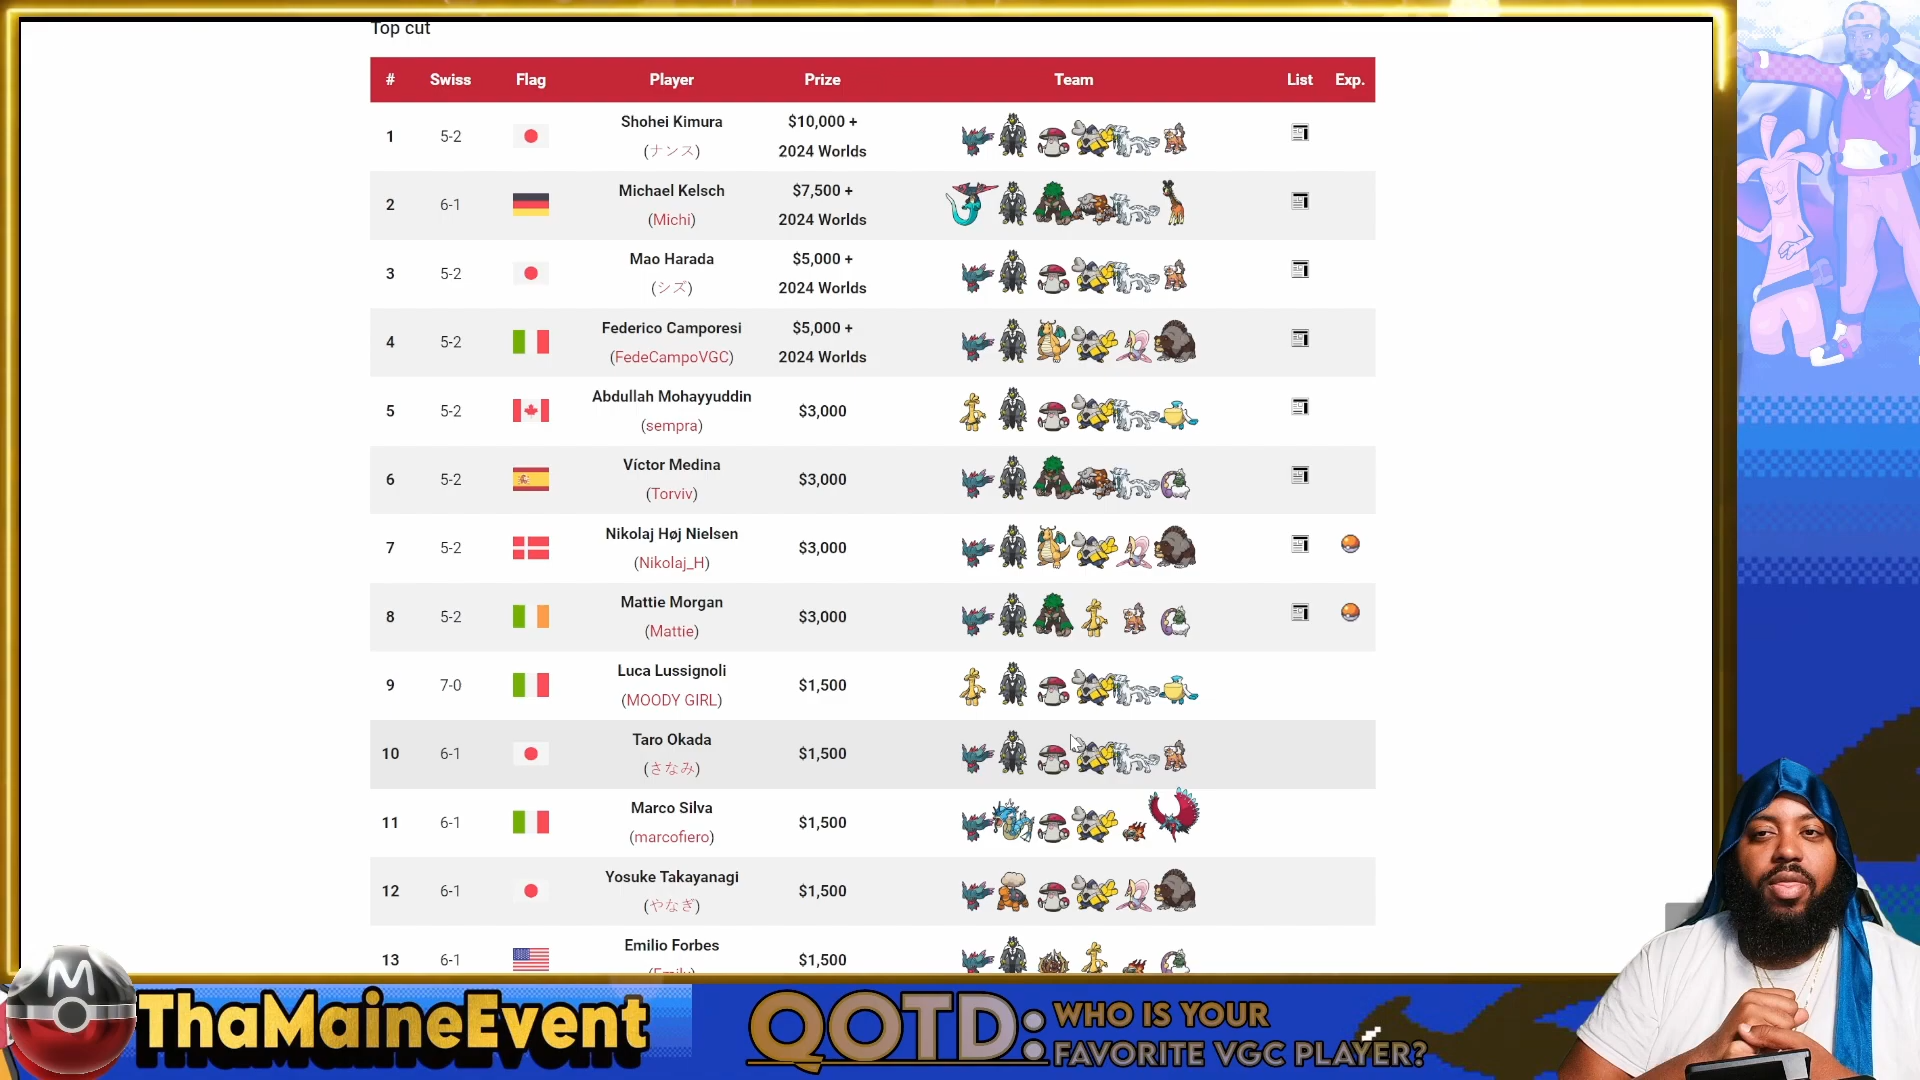 Top cut
# Swiss Flag Player Prize Team List Exp.
1 5-2 Shohei Kimura (ナンス) $10,000 + 2024 Worlds
2 6-1 Michael Kelsch (Michi) $7,500 + 2024 Worlds
3 5-2 Mao Harada (シズ) $5,000 + 2024 Worlds
4 5-2 Federico Camporesi (FedeCampoVGC) $5,000 + 2024 Worlds
5 5-2 Abdullah Mohayyuddin (sempra) $3,000
6 5-2 Víctor Medina (Torviv) $3,000
7 5-2 Nikolaj Høj Nielsen (Nikolaj_H) $3,000
8 5-2 Mattie Morgan (Mattie) $3,000
9 7-0 Luca Lussignoli (MOODY GIRL) $1,500
10 6-1 Taro Okada (さなみ) $1,500
11 6-1 Marco Silva (marcofiero) $1,500
12 6-1 Yosuke Takayanagi (やなぎ) $1,500
13 6-1 Emilio Forbes $1,500
M
ThaMaineEvent
QOTD: WHO IS YOUR
FAVORITE VGC PLAYER?